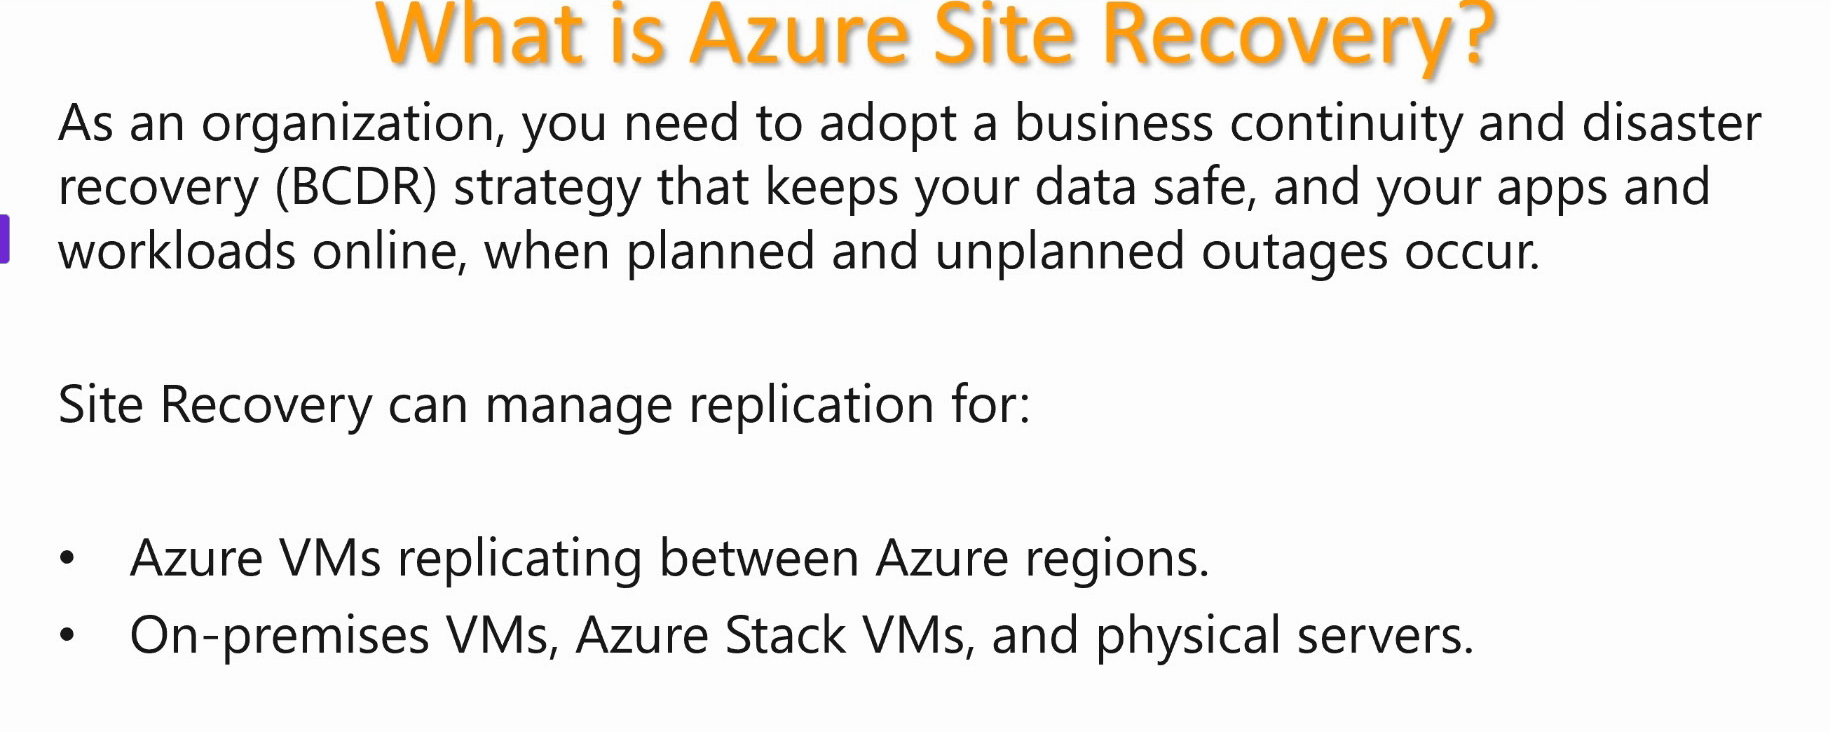 What is Azure Site Recovery?
As an organization, you need to adopt a business continuity and disaster
recovery (BCDR) strategy that keeps your data safe, and your apps and
workloads online, when planned and unplanned outages occur.
Site Recovery can manage replication for:
• Azure VMs replicating between Azure regions.
• On-premises VMs, Azure Stack VMs, and physical servers.